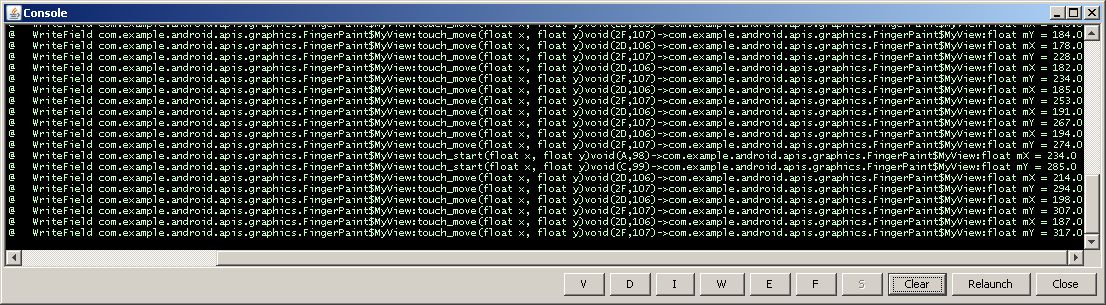 Console
@ WriteField com.example.android.apis.graphics.FingerPaint$MyView:touch_move(float x, float y)void(2F,107)->com.example.android.apis.graphics.FingerPaint$MyView:float mY = 184.0
@ WriteField com.example.android.apis.graphics.FingerPaint$MyView:touch_move(float x, float y)void(2D,106)->com.example.android.apis.graphics.FingerPaint$MyView:float mX = 178.0
@ WriteField com.example.android.apis.graphics.FingerPaint$MyView:touch_move(float x, float y)void(2F,107)->com.example.android.apis.graphics.FingerPaint$MyView:float mY = 228.0
@ WriteField com.example.android.apis.graphics.FingerPaint$MyView:touch_move(float x, float y)void(2D,106)->com.example.android.apis.graphics.FingerPaint$MyView:float mX = 182.0
@ WriteField com.example.android.apis.graphics.FingerPaint$MyView:touch_move(float x, float y)void(2F,107)->com.example.android.apis.graphics.FingerPaint$MyView:float mY = 234.0
@ WriteField com.example.android.apis.graphics.FingerPaint$MyView:touch_move(float x, float y)void(2D,106)->com.example.android.apis.graphics.FingerPaint$MyView:float mX = 185.0
@ WriteField com.example.android.apis.graphics.FingerPaint$MyView:touch_move(float x, float y)void(2F,107)->com.example.android.apis.graphics.FingerPaint$MyView:float mY = 253.0
@ WriteField com.example.android.apis.graphics.FingerPaint$MyView:touch_move(float x, float y)void(2D,106)->com.example.android.apis.graphics.FingerPaint$MyView:float mX = 191.0
@ WriteField com.example.android.apis.graphics.FingerPaint$MyView:touch_move(float x, float y)void(2F,107)->com.example.android.apis.graphics.FingerPaint$MyView:float mY = 267.0
@ WriteField com.example.android.apis.graphics.FingerPaint$MyView:touch_move(float x, float y)void(2D,106)->com.example.android.apis.graphics.FingerPaint$MyView:float mX = 194.0
@ WriteField com.example.android.apis.graphics.FingerPaint$MyView:touch_move(float x, float y)void(2F,107)->com.example.android.apis.graphics.FingerPaint$MyView:float mY = 274.0
@ WriteField com.example.android.apis.graphics.FingerPaint$MyView:touch_start(float x, float y)void(A,98)->com.example.android.apis.graphics.FingerPaint$MyView:float mX = 234.0
@ WriteField com.example.android.apis.graphics.FingerPaint$MyView:touch_start(float x, float y)void(C,99)->com.example.android.apis.graphics.FingerPaint$MyView:float mY = 285.0
@ WriteField com.example.android.apis.graphics.FingerPaint$MyView:touch_move(float x, float y)void(2D,106)->com.example.android.apis.graphics.FingerPaint$MyView:float mX = 214.0
@ WriteField com.example.android.apis.graphics.FingerPaint$MyView:touch_move(float x, float y)void(2F,107)->com.example.android.apis.graphics.FingerPaint$MyView:float mY = 294.0
@ WriteField com.example.android.apis.graphics.FingerPaint$MyView:touch_move(float x, float y)void(2D,106)->com.example.android.apis.graphics.FingerPaint$MyView:float mX = 198.0
@ WriteField com.example.android.apis.graphics.FingerPaint$MyView:touch_move(float x, float y)void(2F,107)->com.example.android.apis.graphics.FingerPaint$MyView:float mY = 307.0
@ WriteField com.example.android.apis.graphics.FingerPaint$MyView:touch_move(float x, float y)void(2D,106)->com.example.android.apis.graphics.FingerPaint$MyView:float mX = 187.0
@ WriteField com.example.android.apis.graphics.FingerPaint$MyView:touch_move(float x, float y)void(2F,107)->com.example.android.apis.graphics.FingerPaint$MyView:float mY = 317.0
V D I W E F S Clear Relaunch Close